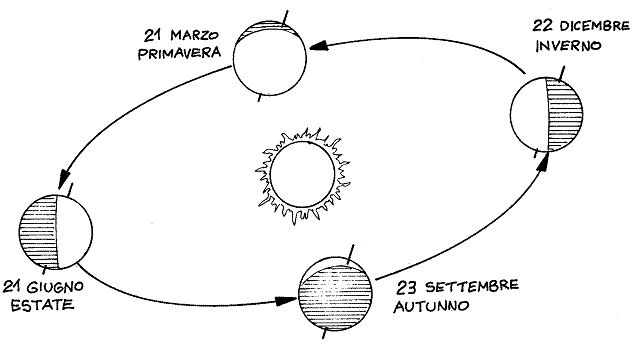 21 MARZO
PRIMAVERA
22 DICEMBRE
INVERNO
21 GIUGNO
ESTATE
23 SETTEMBRE
AUTUNNO